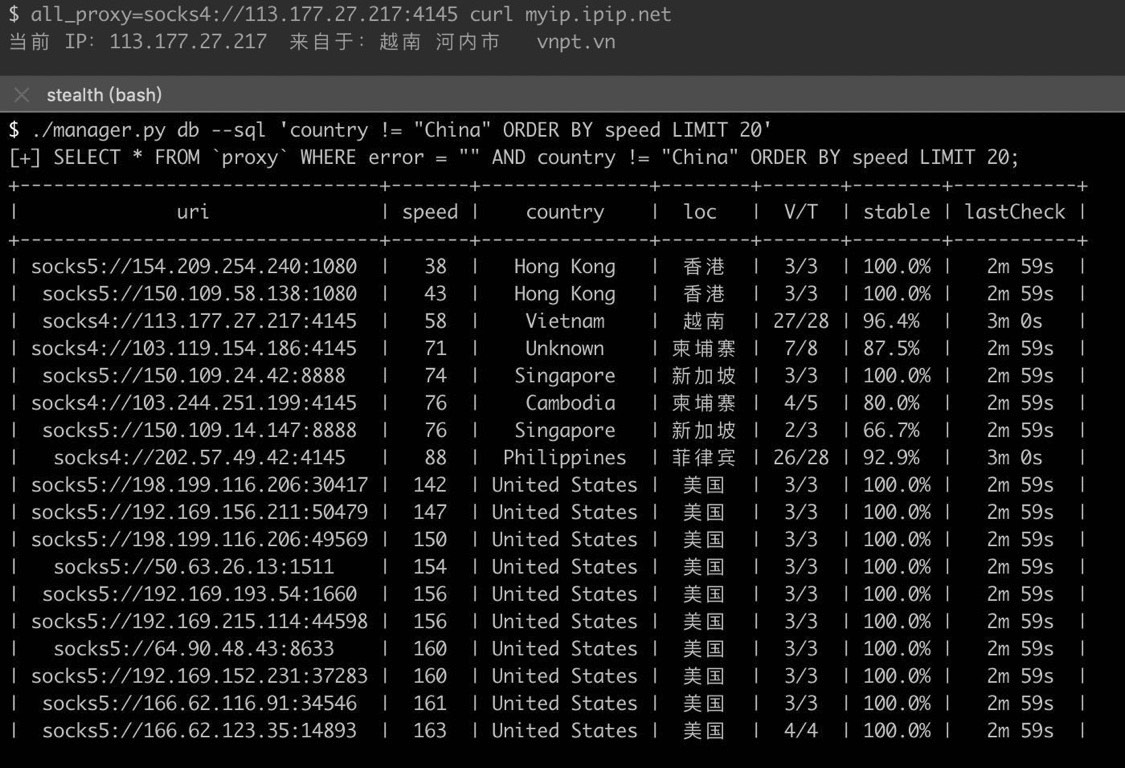 $ all_proxy=socks4://113.177.27.217:4145 curl myip.ipip.net
当前 IP: 113.177.27.217  来自于: 越南 河内市   vnpt.vn
stealth (bash)
$ ./manager.py db --sql 'country != "China" ORDER BY speed LIMIT 20'
[+] SELECT * FROM `proxy` WHERE error = "" AND country != "China" ORDER BY speed LIMIT 20;
| uri | speed | country | loc | V/T | stable | lastCheck |
| socks5://154.209.254.240:1080 | 38 | Hong Kong | 香港 | 3/3 | 100.0% | 2m 59s |
| socks5://150.109.58.138:1080 | 43 | Hong Kong | 香港 | 3/3 | 100.0% | 2m 59s |
| socks4://113.177.27.217:4145 | 58 | Vietnam | 越南 | 27/28 | 96.4% | 3m 0s |
| socks4://103.119.154.186:4145 | 71 | Unknown | 柬埔寨 | 7/8 | 87.5% | 2m 59s |
| socks5://150.109.24.42:8888 | 74 | Singapore | 新加坡 | 3/3 | 100.0% | 2m 59s |
| socks4://103.244.251.199:4145 | 76 | Cambodia | 柬埔寨 | 4/5 | 80.0% | 2m 59s |
| socks5://150.109.14.147:8888 | 76 | Singapore | 新加坡 | 2/3 | 66.7% | 2m 59s |
| socks4://202.57.49.42:4145 | 88 | Philippines | 菲律宾 | 26/28 | 92.9% | 3m 0s |
| socks5://198.199.116.206:30417 | 142 | United States | 美国 | 3/3 | 100.0% | 2m 59s |
| socks5://192.169.156.211:50479 | 147 | United States | 美国 | 3/3 | 100.0% | 2m 59s |
| socks5://198.199.116.206:49569 | 150 | United States | 美国 | 3/3 | 100.0% | 2m 59s |
| socks5://50.63.26.13:1511 | 154 | United States | 美国 | 3/3 | 100.0% | 2m 59s |
| socks5://192.169.193.54:1660 | 156 | United States | 美国 | 3/3 | 100.0% | 2m 59s |
| socks5://192.169.215.114:44598 | 156 | United States | 美国 | 3/3 | 100.0% | 2m 59s |
| socks5://64.90.48.43:8633 | 160 | United States | 美国 | 3/3 | 100.0% | 2m 59s |
| socks5://192.169.152.231:37283 | 160 | United States | 美国 | 3/3 | 100.0% | 2m 59s |
| socks5://166.62.116.91:34546 | 161 | United States | 美国 | 3/3 | 100.0% | 2m 59s |
| socks5://166.62.123.35:14893 | 163 | United States | 美国 | 4/4 | 100.0% | 2m 59s |